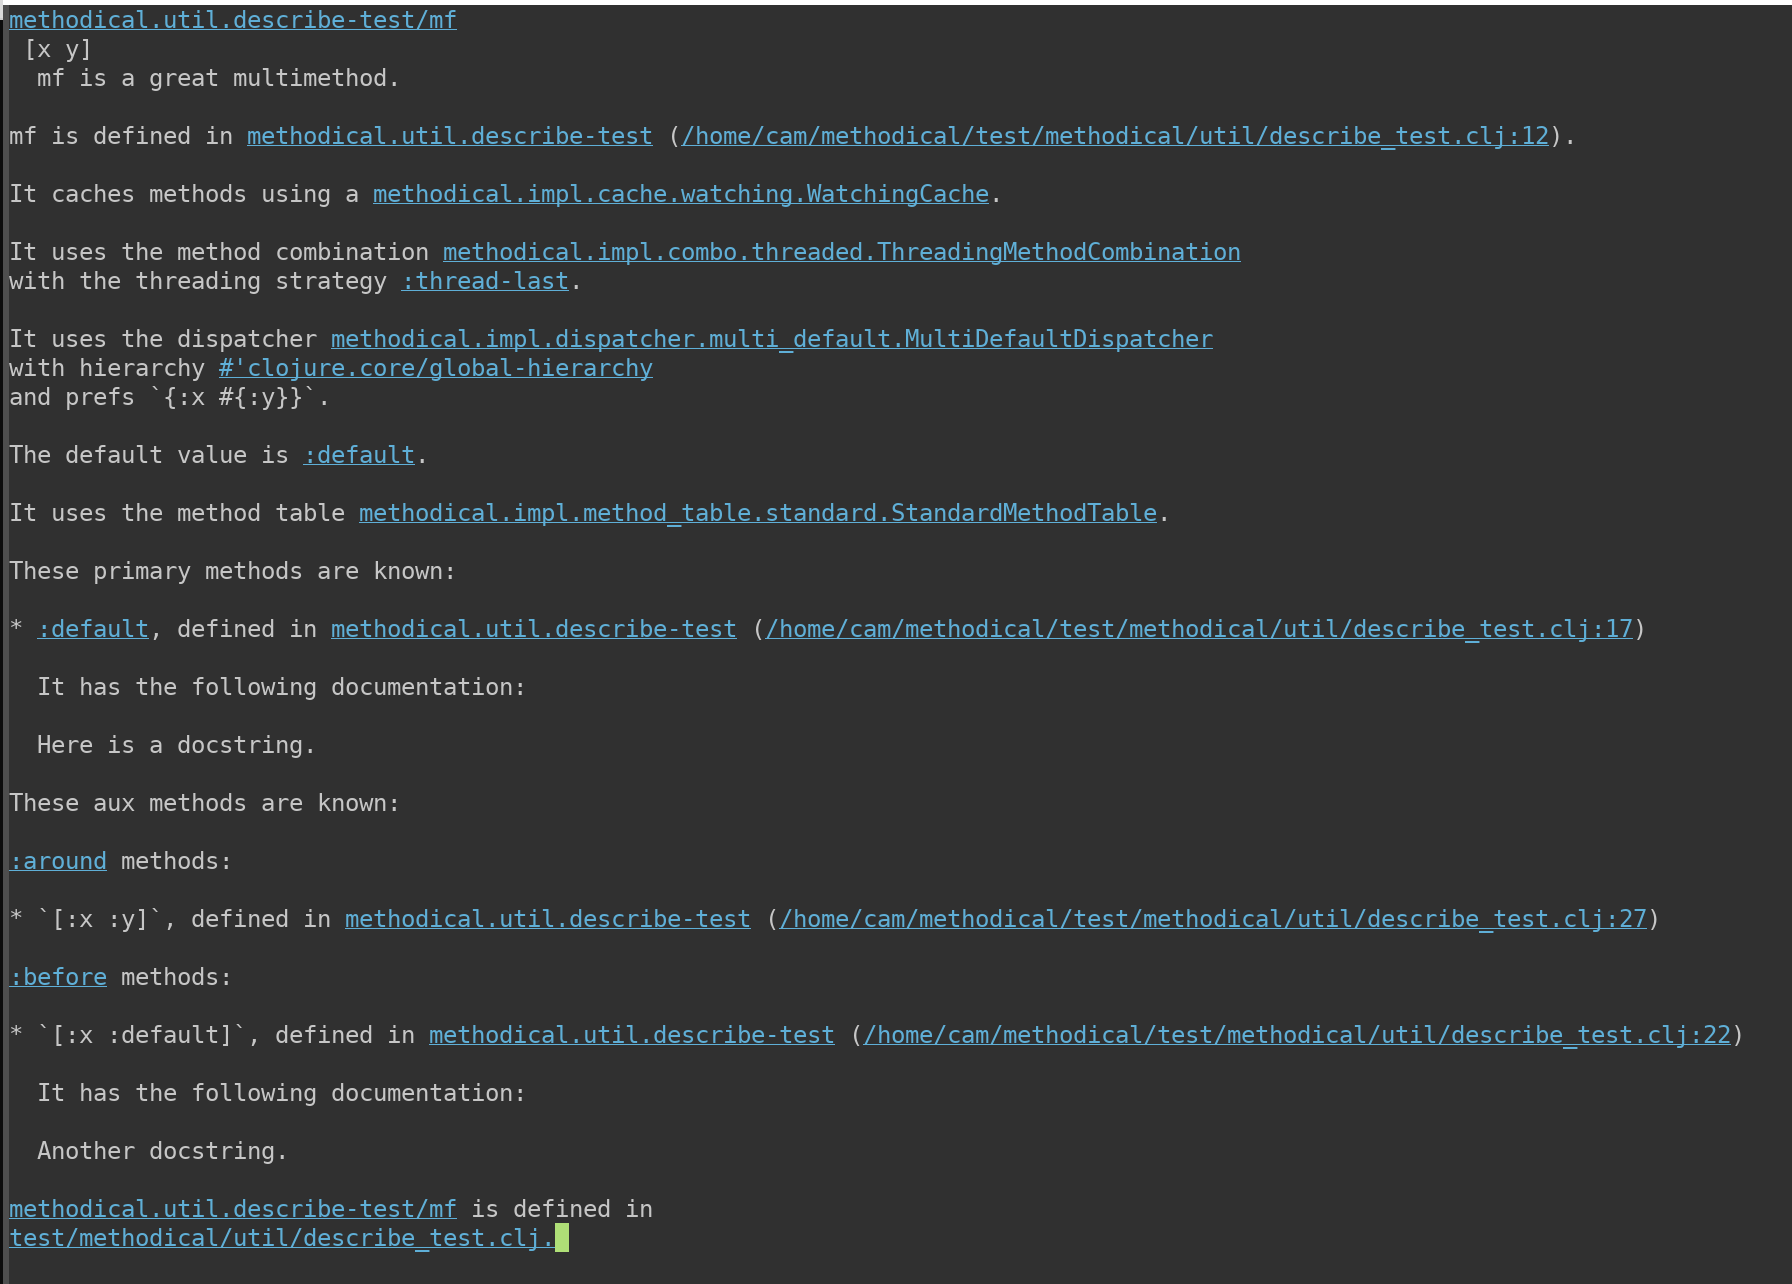 methodical.util.describe-test/mf
 [x y]
  mf is a great multimethod.

mf is defined in methodical.util.describe-test (/home/cam/methodical/test/methodical/util/describe_test.clj:12).

It caches methods using a methodical.impl.cache.watching.WatchingCache.

It uses the method combination methodical.impl.combo.threaded.ThreadingMethodCombination
with the threading strategy :thread-last.

It uses the dispatcher methodical.impl.dispatcher.multi_default.MultiDefaultDispatcher
with hierarchy #'clojure.core/global-hierarchy
and prefs `{:x #{:y}}`.

The default value is :default.

It uses the method table methodical.impl.method_table.standard.StandardMethodTable.

These primary methods are known:

* :default, defined in methodical.util.describe-test (/home/cam/methodical/test/methodical/util/describe_test.clj:17)

  It has the following documentation:

  Here is a docstring.

These aux methods are known:

:around methods:

* `[:x :y]`, defined in methodical.util.describe-test (/home/cam/methodical/test/methodical/util/describe_test.clj:27)

:before methods:

* `[:x :default]`, defined in methodical.util.describe-test (/home/cam/methodical/test/methodical/util/describe_test.clj:22)

  It has the following documentation:

  Another docstring.

methodical.util.describe-test/mf is defined in
test/methodical/util/describe_test.clj.